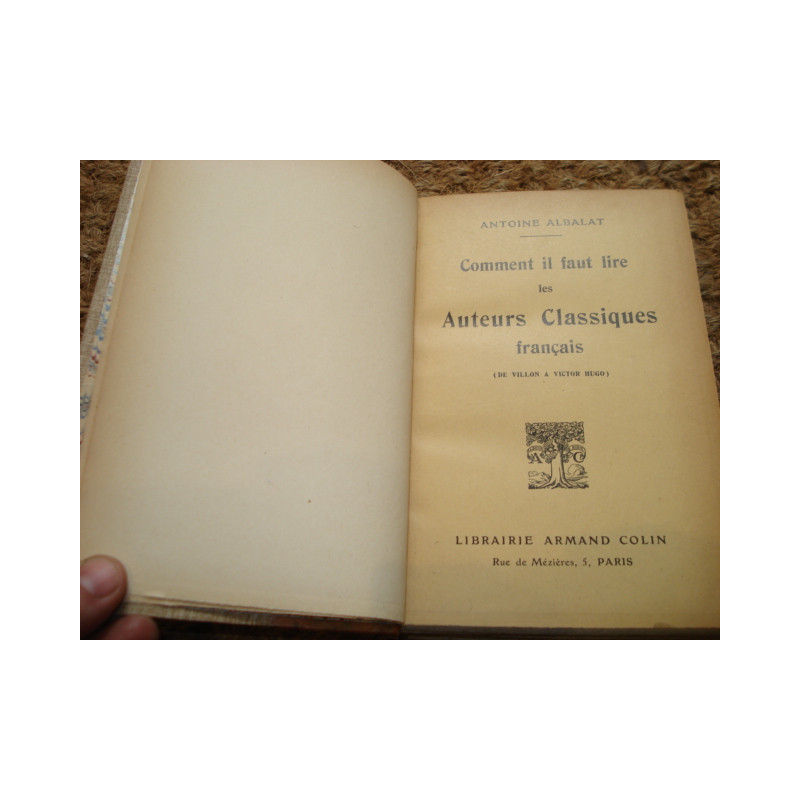 ANTOINE ALBALAT
Comment il faut lire
les
Auteurs Classiques
français
(DE VILLON A VICTOR HUGO)
A C
LIBRAIRIE ARMAND COLIN
Rue de Mézières, 5, PARIS